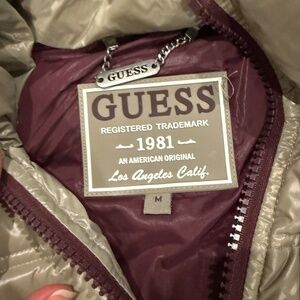 GUESS
GUESS
REGISTERED TRADEMARK
1981
AN AMERICAN ORIGINAL
Los Angeles Calif.
M